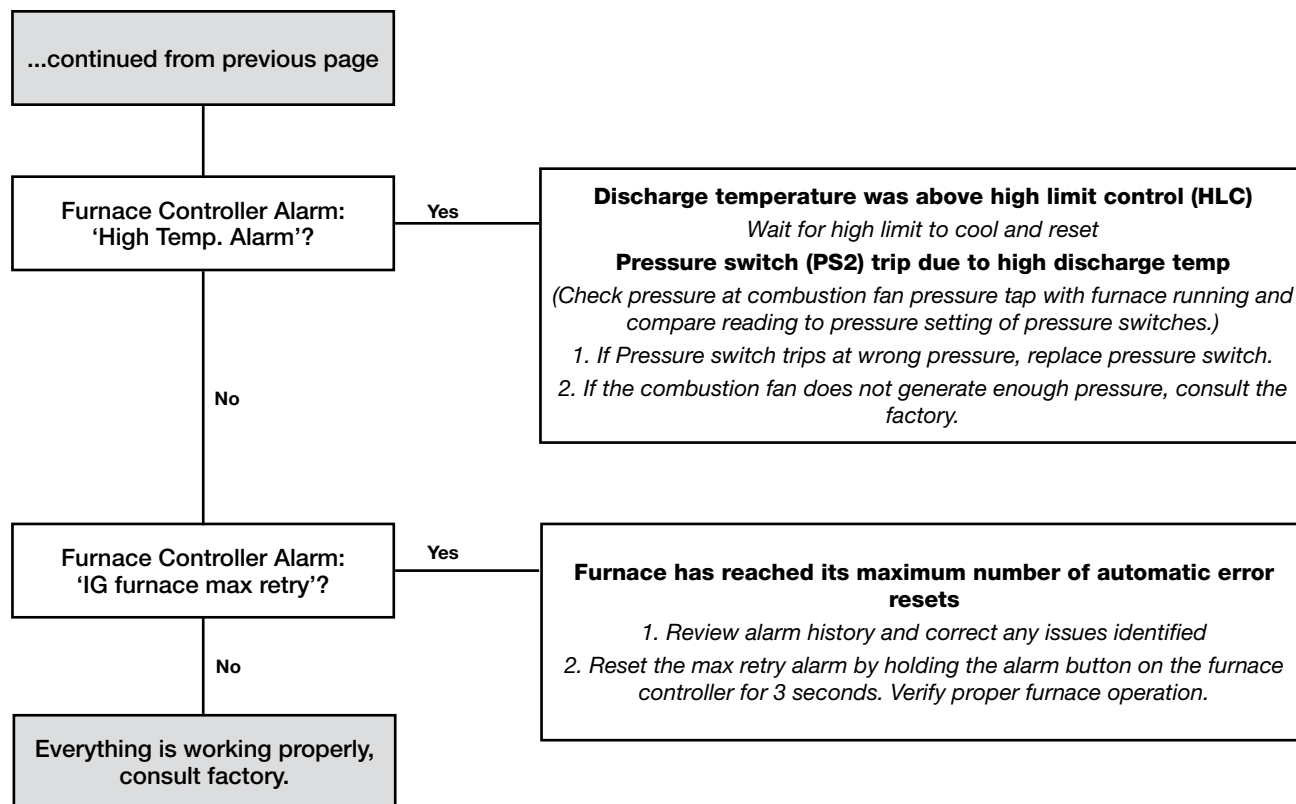 ...continued from previous page
Furnace Controller Alarm:
‘High Temp. Alarm’?
Yes
Discharge temperature was above high limit control (HLC)
Wait for high limit to cool and reset
Pressure switch (PS2) trip due to high discharge temp
(Check pressure at combustion fan pressure tap with furnace running and
compare reading to pressure setting of pressure switches.)
1. If Pressure switch trips at wrong pressure, replace pressure switch.
2. If the combustion fan does not generate enough pressure, consult the
factory.
No
Furnace Controller Alarm:
‘IG furnace max retry’?
Yes
Furnace has reached its maximum number of automatic error
resets
1. Review alarm history and correct any issues identified
2. Reset the max retry alarm by holding the alarm button on the furnace
controller for 3 seconds. Verify proper furnace operation.
No
Everything is working properly,
consult factory.